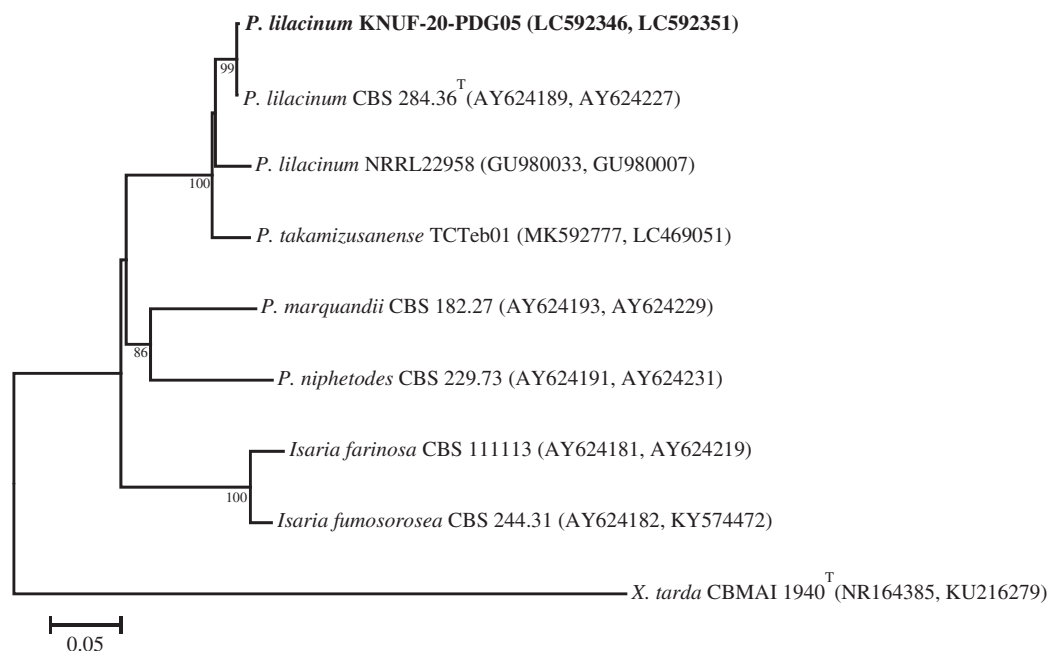 P. lilacinum KNUF-20-PDG05 (LC592346, LC592351)
99
P. lilacinum CBS 284.36T(AY624189, AY624227)
P. lilacinum NRRL22958 (GU980033, GU980007)
100
P. takamizusanense TCTeb01 (MK592777, LC469051)
P. marquandii CBS 182.27 (AY624193, AY624229)
86
P. niphetodes CBS 229.73 (AY624191, AY624231)
Isaria farinosa CBS 111113 (AY624181, AY624219)
100
Isaria fumosorosea CBS 244.31 (AY624182, KY574472)
X. tarda CBMAI 1940T(NR164385, KU216279)
0.05